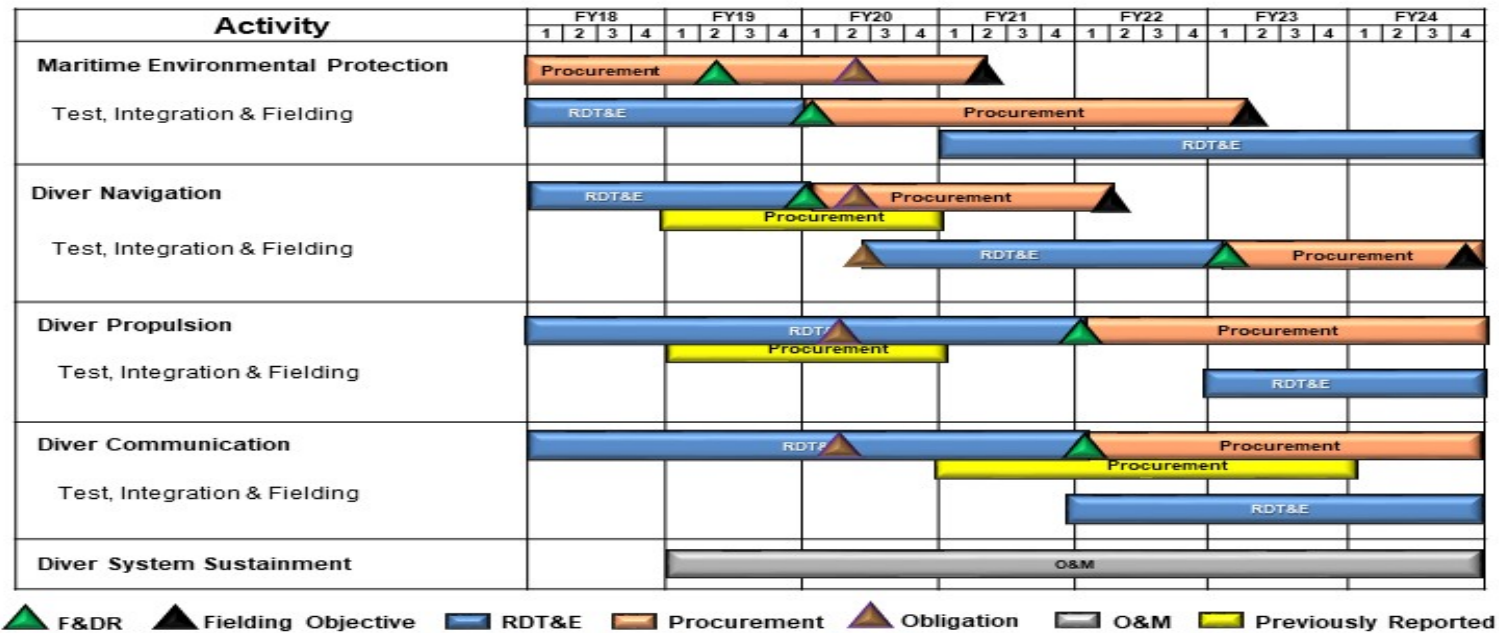 Activity
FY18 FY19 FY20 FY21 FY22 FY23 FY24
1 2 3 4 1 2 3 4 1 2 3 4 1 2 3 4 1 2 3 4 1 2 3 4 1 2 3 4
Maritime Environmental Protection
Procurement
Test, Integration & Fielding
RDT&E Procurement
RDT&E
Diver Navigation
RDT&E Procurement
Procurement
Test, Integration & Fielding
RDT&E Procurement
Diver Propulsion
Procurement
Procurement
Test, Integration & Fielding
RDT&E
Diver Communication
Procurement
Procurement
Test, Integration & Fielding
RDT&E
Diver System Sustainment
O&M
F&DR Fielding Objective RDT&E Procurement Obligation O&M Previously Reported